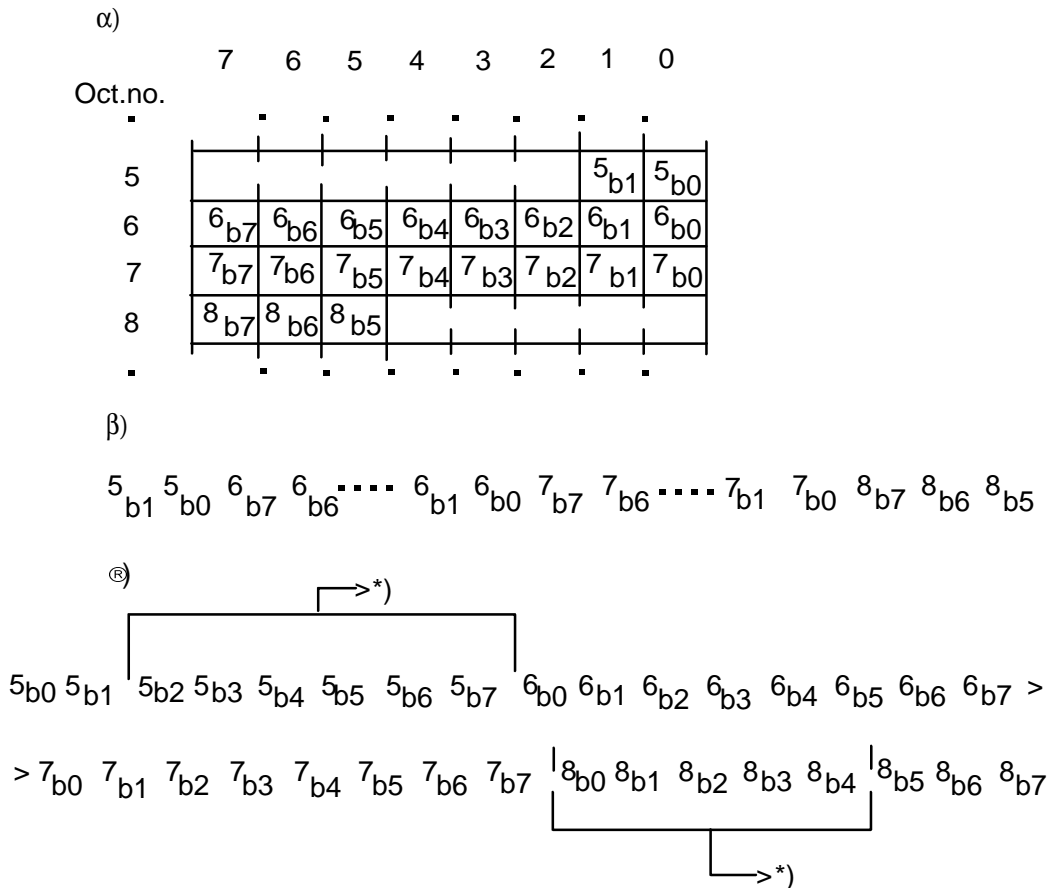 α)
7 6 5 4 3 2 1 0
Oct.no.
5 5b1 5b0
6 6b7 6b6 6b5 6b4 6b3 6b2 6b1 6b0
7 7b7 7b6 7b5 7b4 7b3 7b2 7b1 7b0
8 8b7 8b6 8b5
β)
5b1 5b0 6b7 6b6 .... 6b1 6b0 7b7 7b6 .... 7b1 7b0 8b7 8b6 8b5
®)
>*)
5b0 5b1 5b2 5b3 5b4 5b5 5b6 5b7 6b0 6b1 6b2 6b3 6b4 6b5 6b6 6b7 >
> 7b0 7b1 7b2 7b3 7b4 7b5 7b6 7b7 8b0 8b1 8b2 8b3 8b4 8b5 8b6 8b7
>*)